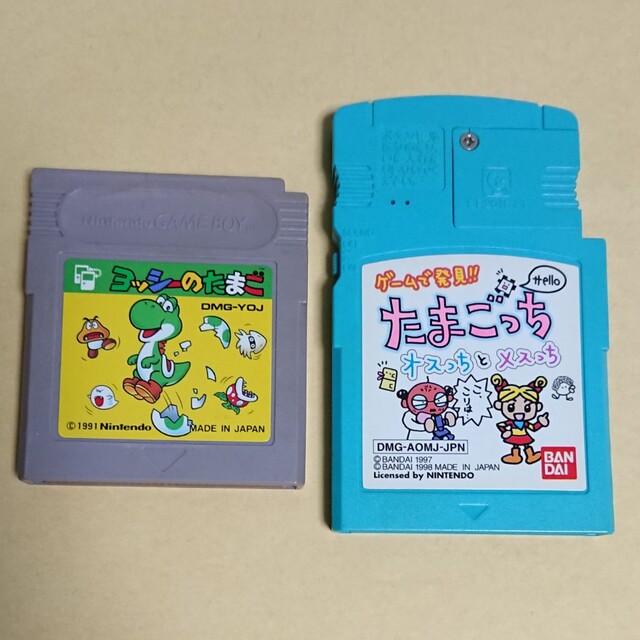 Nintendo GAME BOY
ヨッシーのたまご
DMG-YOJ
©1991 Nintendo
MADE IN JAPAN
ゲームで発見!!
Hello
たまごっち
オスっちとメスっち
DMG-AOMJ-JPN
© BANDAI 1997
© BANDAI 1998 MADE IN JAPAN
Licensed by NINTENDO
BAN
DAI